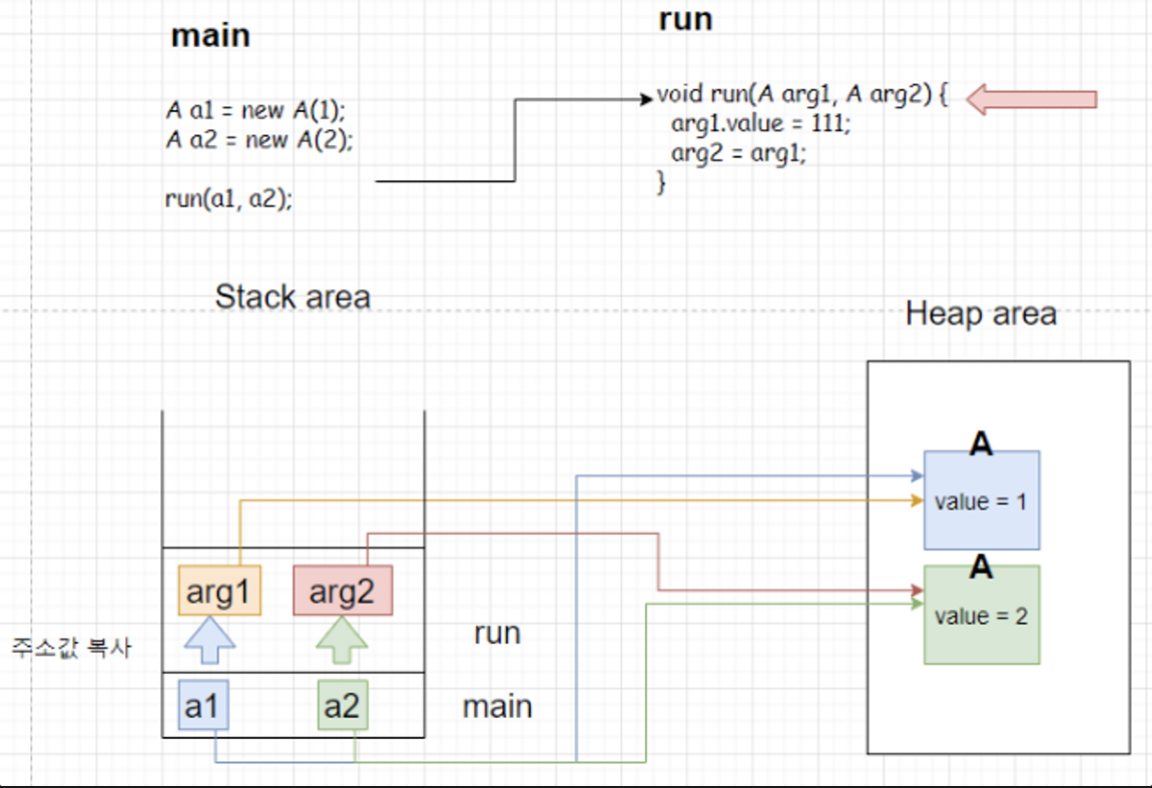 main
A a1 = new A(1);
A a2 = new A(2);
run(a1, a2);
run
void run(A arg1, A arg2) {
arg1.value = 111;
arg2 = arg1;
}
Stack area
Heap area
A
value = 1
A
value = 2
arg1
arg2
run
주소값 복사
a1
a2
main